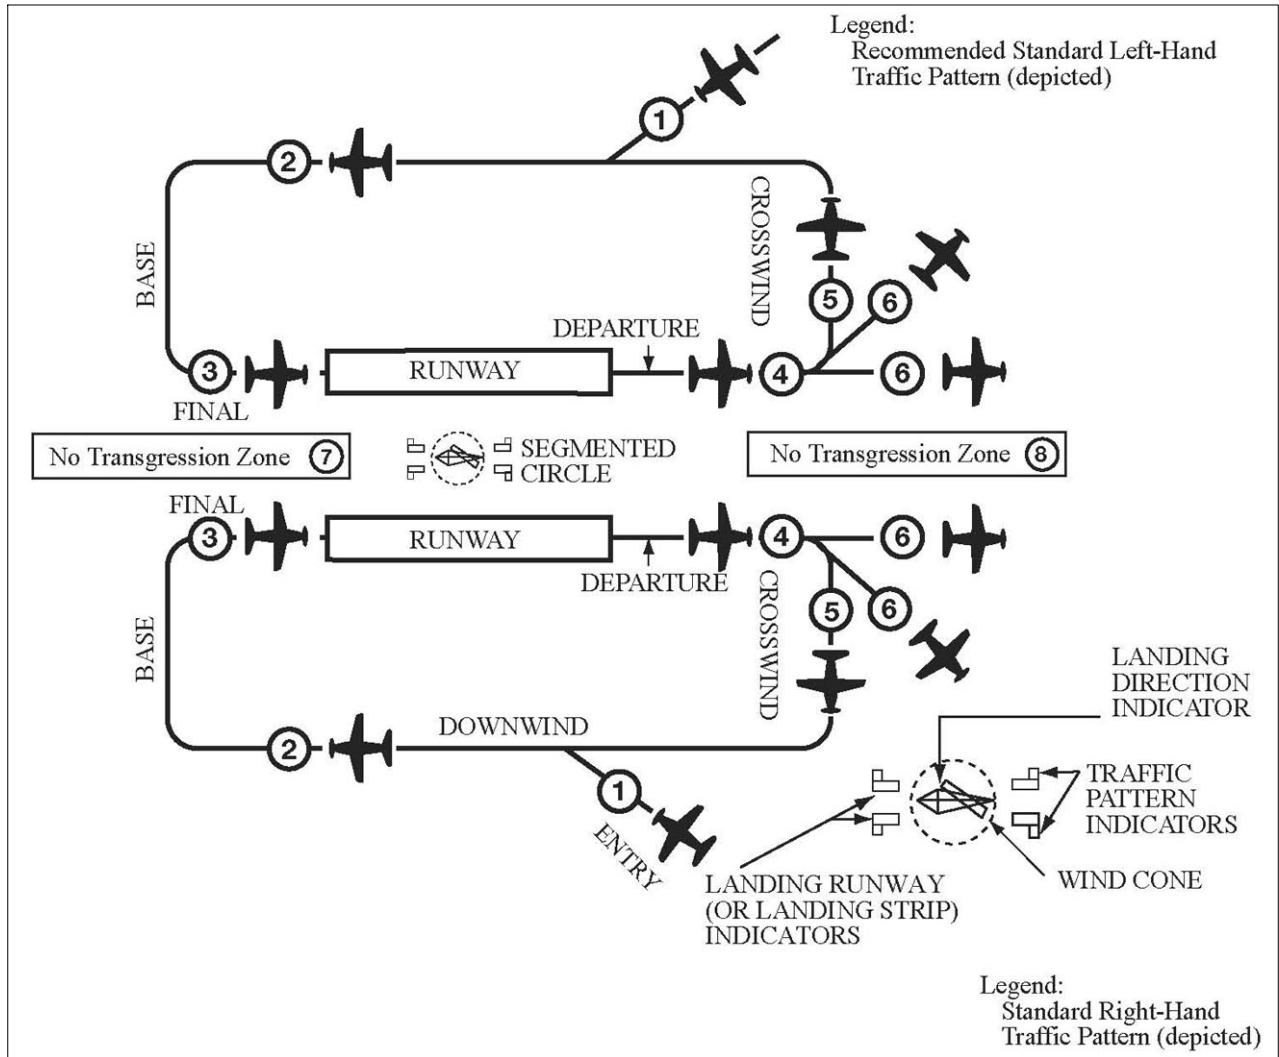 Legend:
Recommended Standard Left-Hand
Traffic Pattern (depicted)
1
2
CROSSWIND
BASE
5
6
DEPARTURE
3
RUNWAY
4
6
FINAL
No Transgression Zone 7
SEGMENTED
CIRCLE
No Transgression Zone 8
FINAL
3
RUNWAY
4
6
DEPARTURE
CROSSWIND
5
6
BASE
2
DOWNWIND
1
ENTRY
LANDING
DIRECTION
INDICATOR
TRAFFIC
PATTERN
INDICATORS
WIND CONE
LANDING RUNWAY
(OR LANDING STRIP)
INDICATORS
Legend:
Standard Right-Hand
Traffic Pattern (depicted)